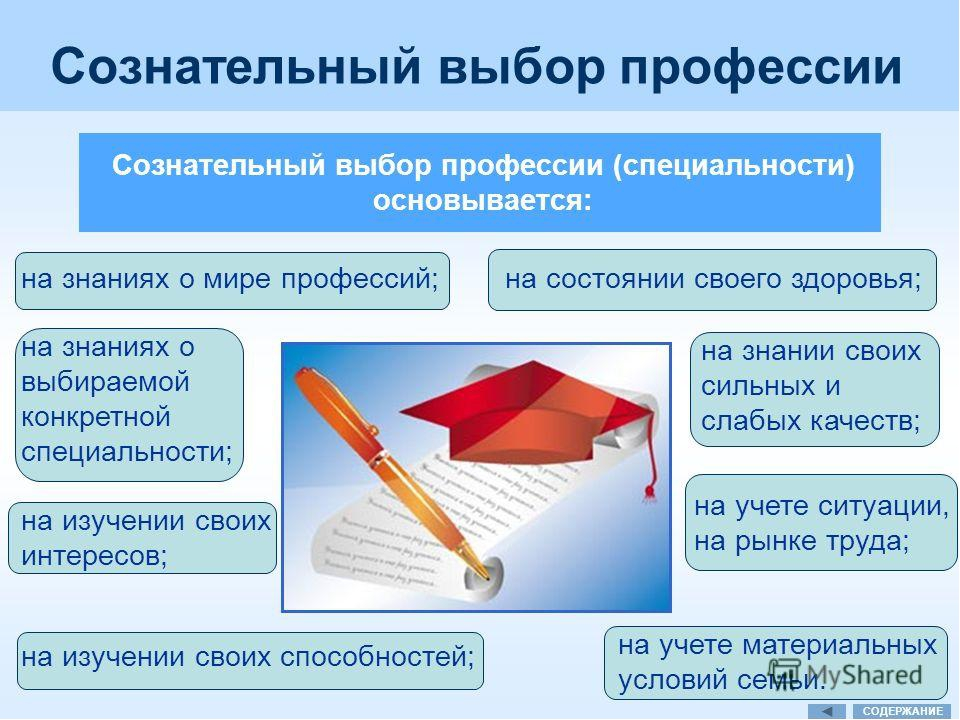 Сознательный выбор профессии
Сознательный выбор профессии (специальности)
основывается:
на знаниях о мире профессий;
на состоянии своего здоровья;
на знаниях о
выбираемой
конкретной
специальности;
на знании своих
сильных и
слабых качеств;
на изучении своих
интересов;
на учете ситуации,
на рынке труда;
на изучении своих способностей;
на учете материальных
условий семьи.
MyShared
СОДЕРЖАНИЕ